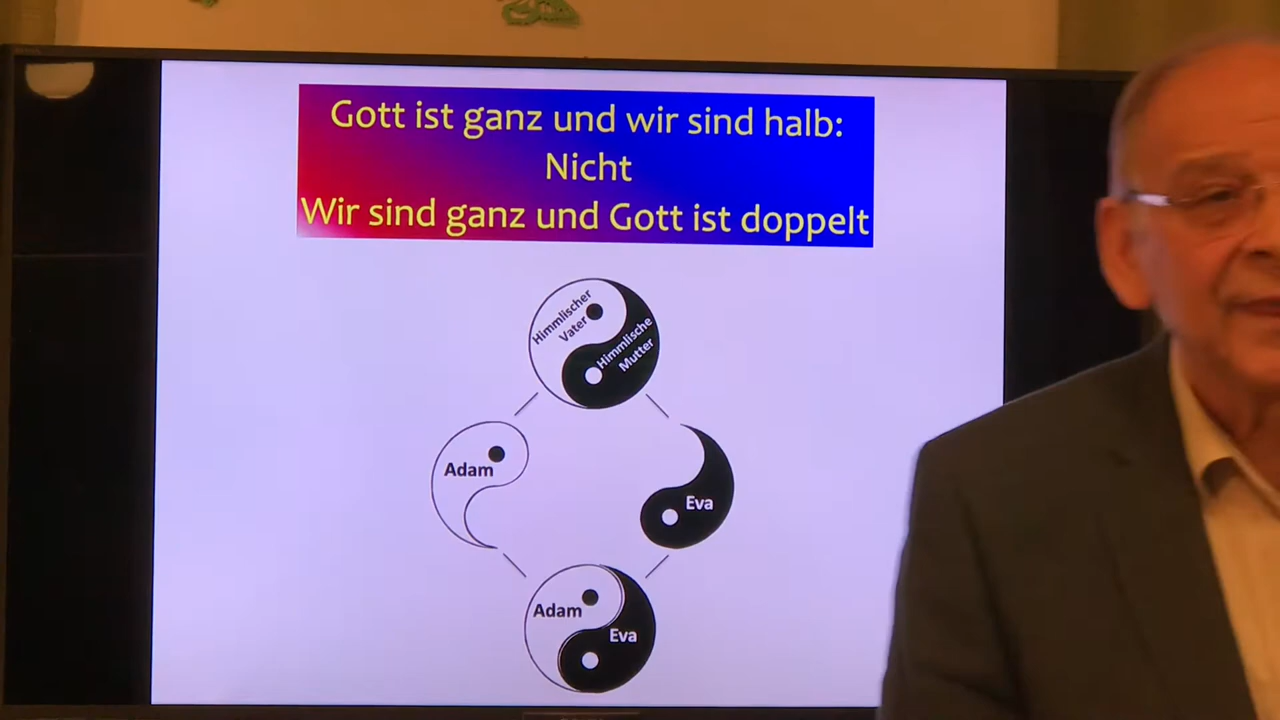 Gott ist ganz und wir sind halb:
Nicht
Wir sind ganz und Gott ist doppelt
Himmlischer
Vater
Himmlische
Mutter
Adam
Eva
Adam
Eva